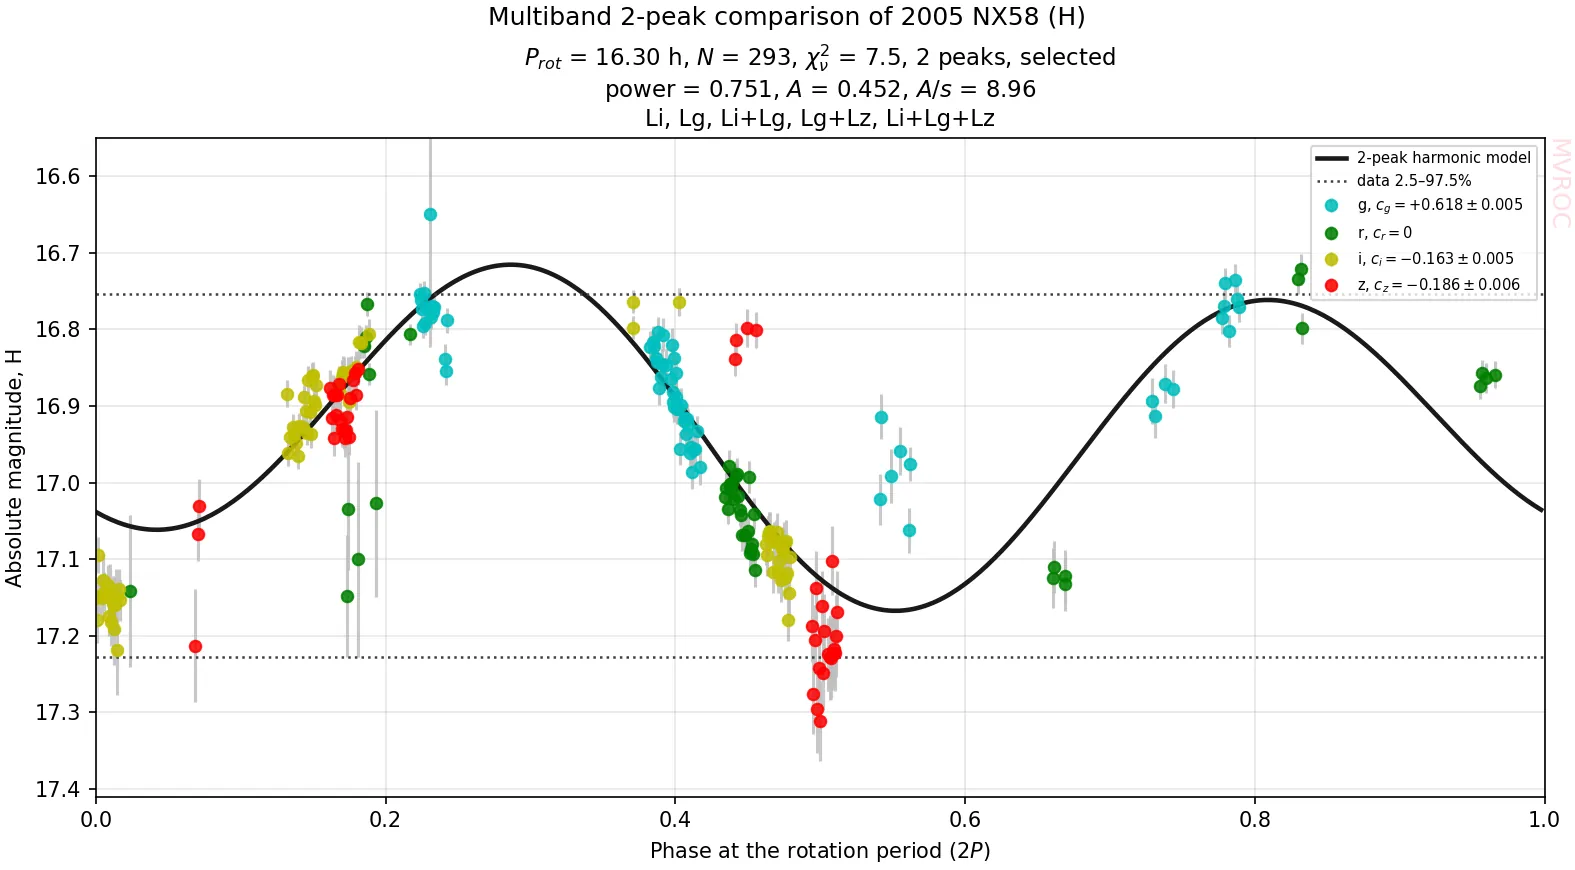 Multiband 2-peak comparison of 2005 NX58 (H)
P_rot = 16.30 h, N = 293, χ²_ν = 7.5, 2 peaks, selected
power = 0.751, A = 0.452, A/s = 8.96
Li, Lg, Li+Lg, Lg+Lz, Li+Lg+Lz
MVROC
2-peak harmonic model
data 2.5–97.5%
g, c_g = +0.618 ± 0.005
r, c_r = 0
i, c_i = −0.163 ± 0.005
z, c_z = −0.186 ± 0.006
Absolute magnitude, H
16.6
16.7
16.8
16.9
17.0
17.1
17.2
17.3
17.4
0.0 0.2 0.4 0.6 0.8 1.0
Phase at the rotation period (2P)